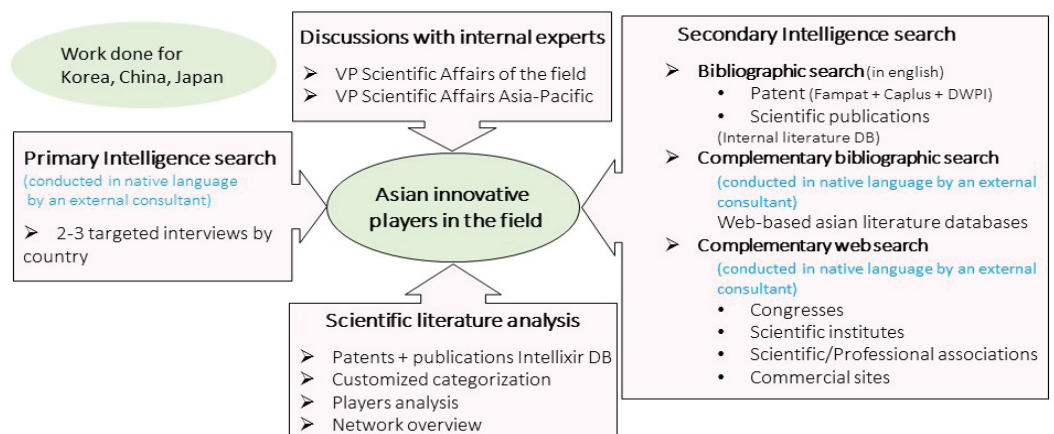 Work done for
Korea, China, Japan
Discussions with internal experts
➢ VP Scientific Affairs of the field
➢ VP Scientific Affairs Asia-Pacific
Primary Intelligence search
(conducted in native language
by an external consultant)
➢ 2-3 targeted interviews by
country
Asian innovative
players in the field
Scientific literature analysis
➢ Patents + publications Intellixir DB
➢ Customized categorization
➢ Players analysis
➢ Network overview
Secondary Intelligence search
➢ Bibliographic search (in english)
• Patent (Fampat + Caplus + DWPI)
• Scientific publications
(Internal literature DB)
➢ Complementary bibliographic search
(conducted in native language by an external
consultant)
Web-based asian literature databases
➢ Complementary web search
(conducted in native language by an external
consultant)
• Congresses
• Scientific institutes
• Scientific/Professional associations
• Commercial sites